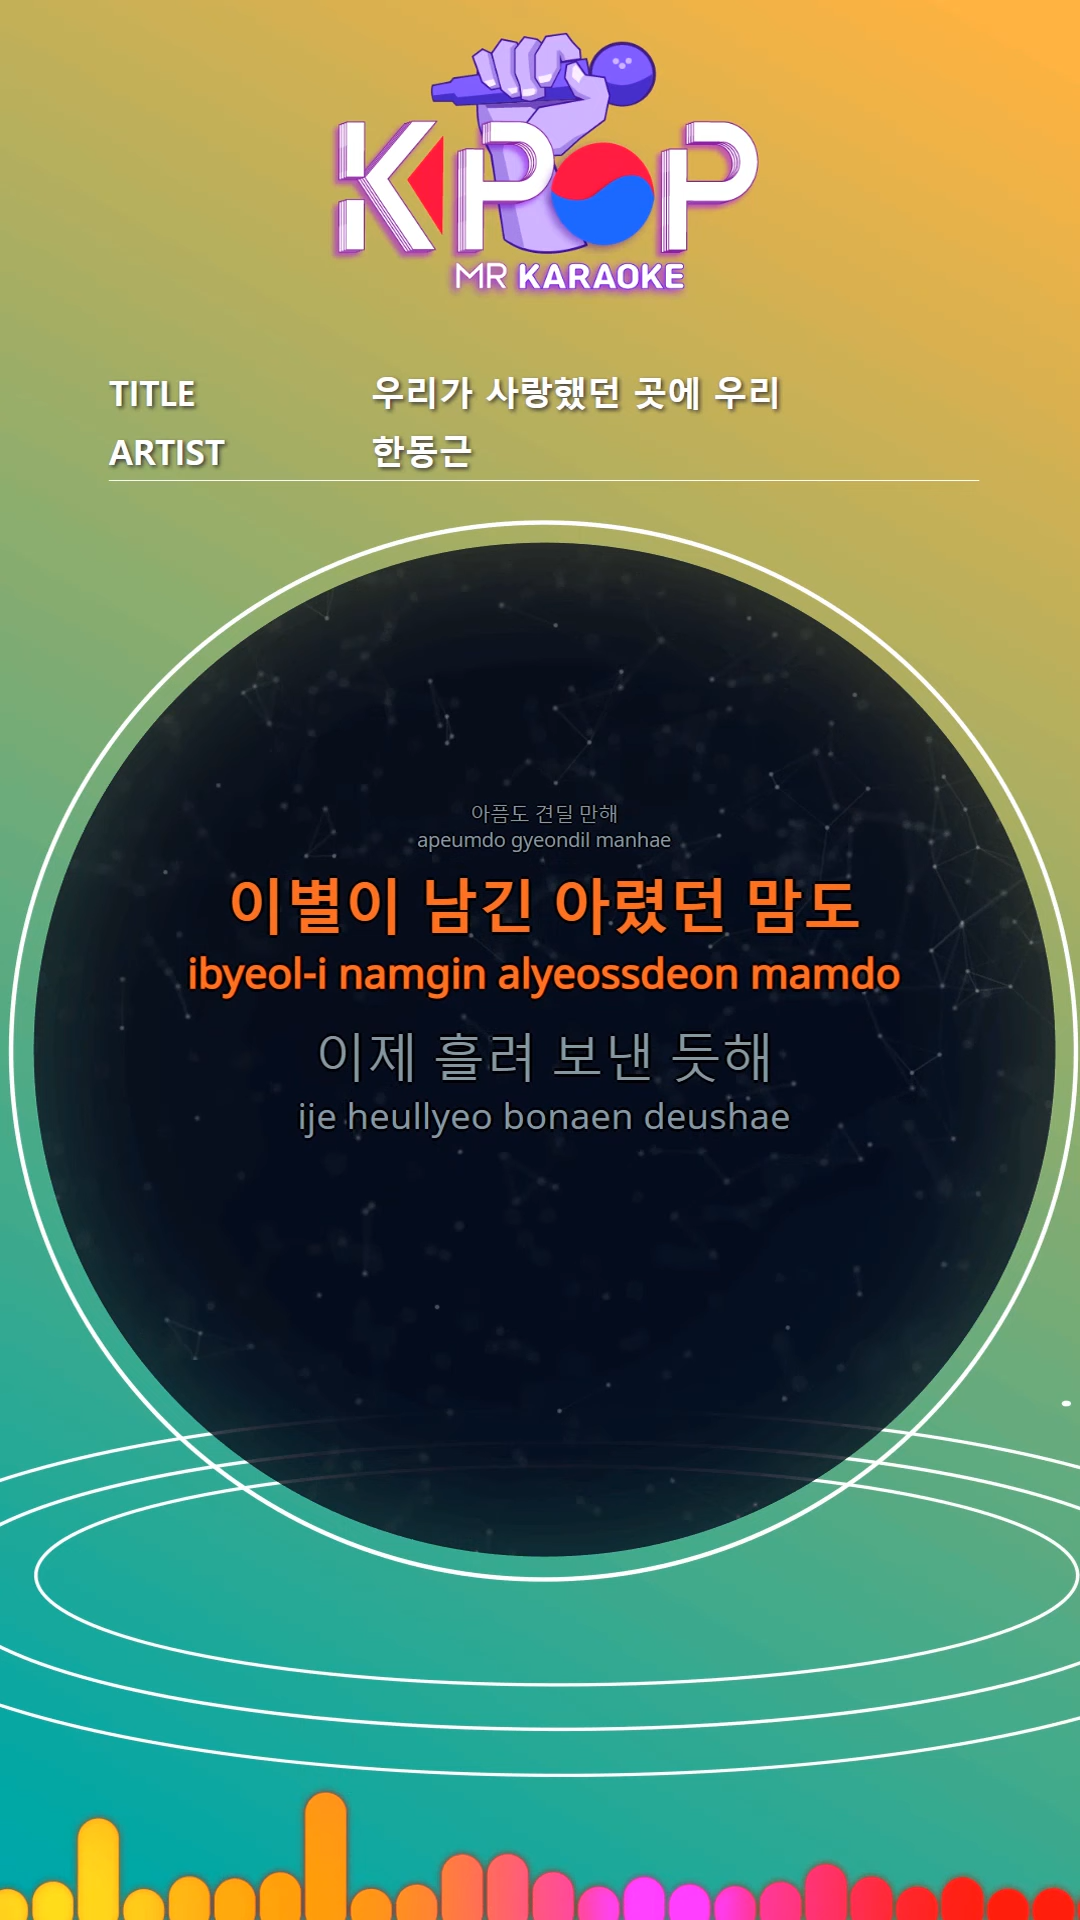 KPOP
MR KARAOKE
TITLE 우리가 사랑했던 곳에 우리
ARTIST 한동근
아픔도 견딜 만해
apeumdo gyeondil manhae
이별이 남긴 아렸던 맘도
ibyeol-i namgin alyeossdeon mamdo
이제 흘려 보낸 듯해
ije heullyeo bonaen deushae